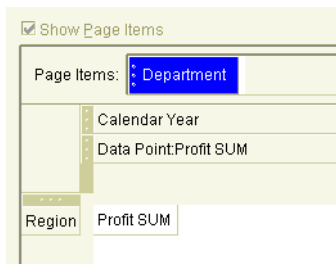 Show Page Items
Page Items: Department
Calendar Year
Data Point:Profit SUM
Region Profit SUM